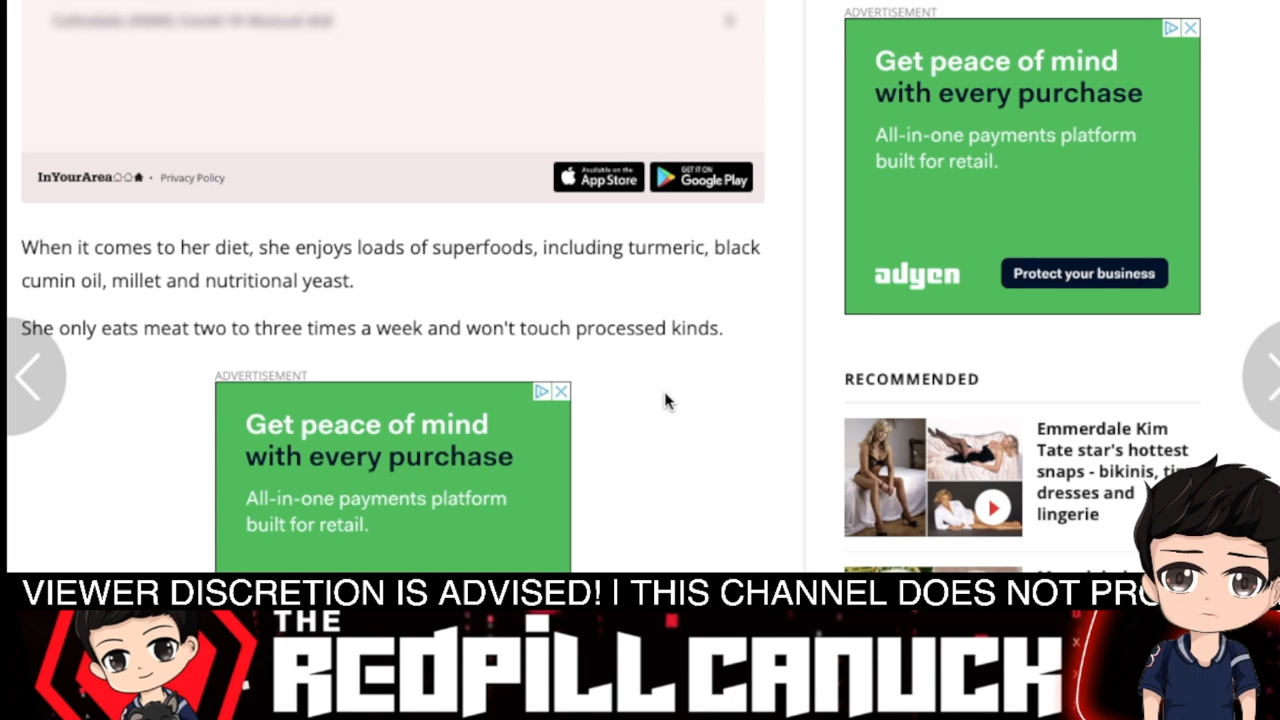 ADVERTISEMENT
Get peace of mind
with every purchase
All-in-one payments platform
built for retail.
adyen
Protect your business
InYourArea • Privacy Policy
Available on the
App Store
GET IT ON
Google Play
When it comes to her diet, she enjoys loads of superfoods, including turmeric, black
cumin oil, millet and nutritional yeast.
She only eats meat two to three times a week and won't touch processed kinds.
ADVERTISEMENT
Get peace of mind
with every purchase
All-in-one payments platform
built for retail.
RECOMMENDED
Emmerdale Kim
Tate star's hottest
snaps - bikinis,
dresses and
lingerie
VIEWER DISCRETION IS ADVISED! | THIS CHANNEL DOES NOT
THE
REDPILL CANUCK